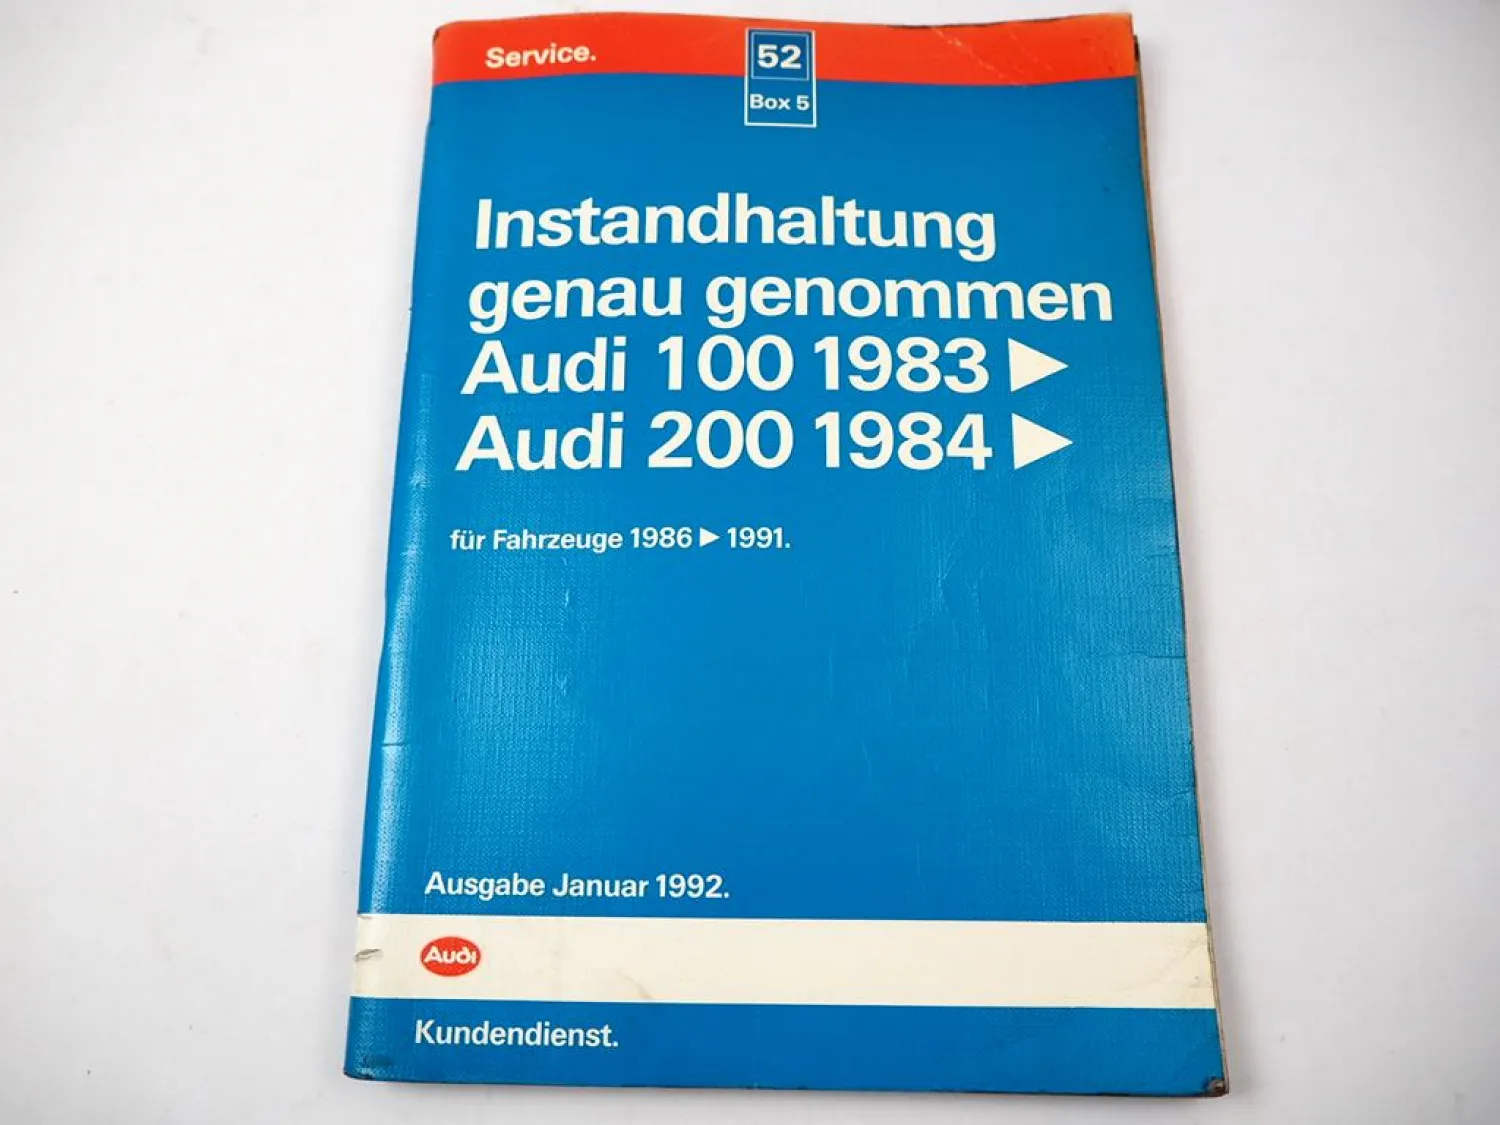 Service.
52
Box 5
Instandhaltung
genau genommen
Audi 100 1983 ►
Audi 200 1984 ►
für Fahrzeuge 1986 ► 1991.
Ausgabe Januar 1992.
Audi
Kundendienst.